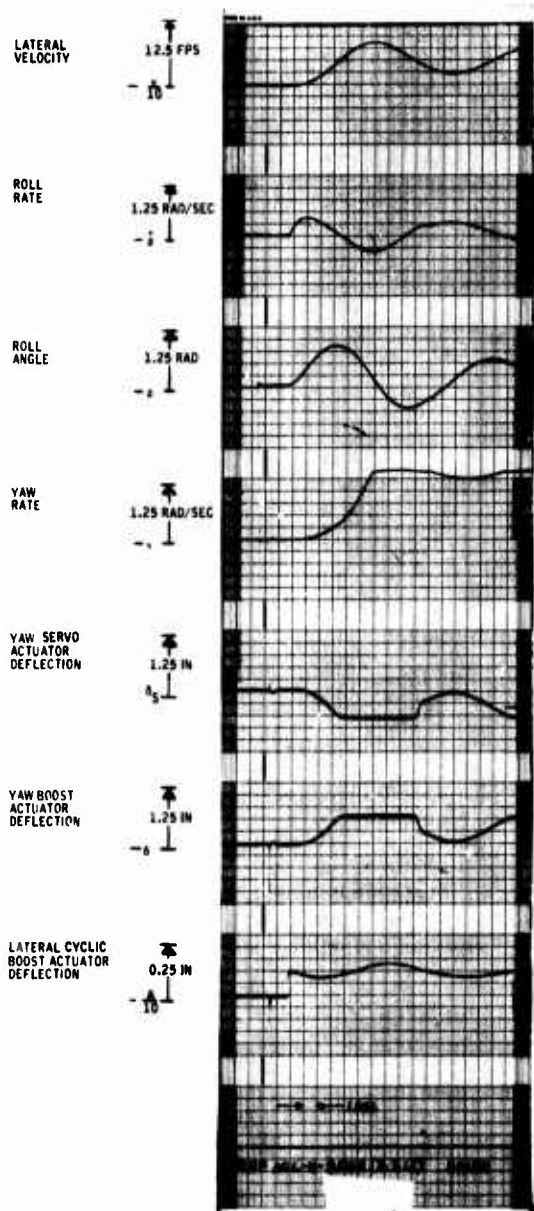 LATERAL
VELOCITY
12.5 FPS
10
ROLL
RATE
1.25 RAD/SEC
ROLL
ANGLE
1.25 RAD
YAW
RATE
1.25 RAD/SEC
YAW SERVO
ACTUATOR
DEFLECTION
1.25 IN
YAW BOOST
ACTUATOR
DEFLECTION
1.25 IN
LATERAL CYCLIC
BOOST ACTUATOR
DEFLECTION
0.25 IN
10